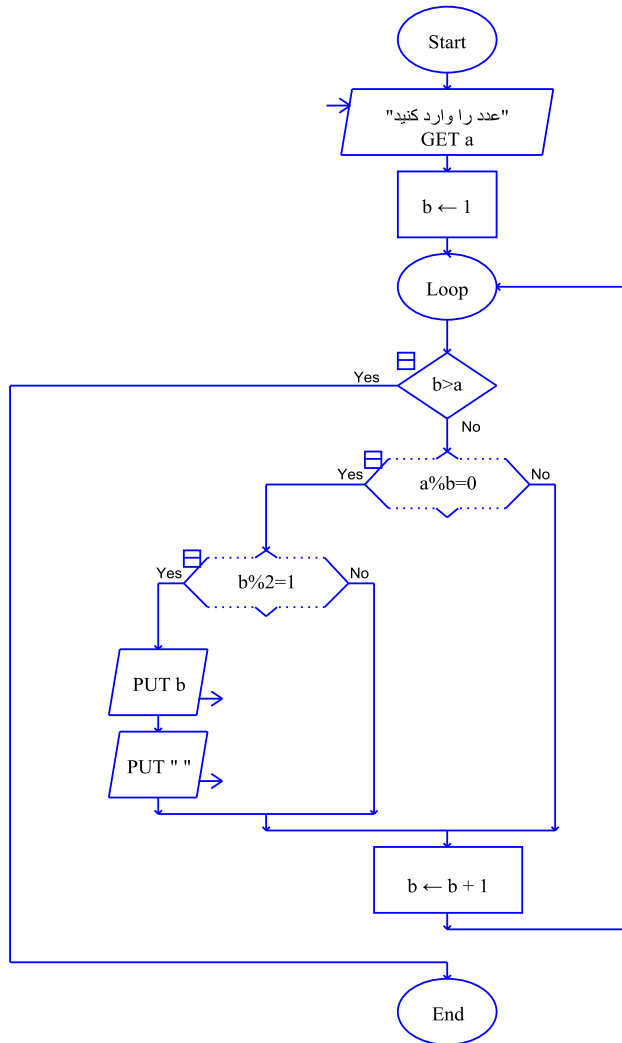 Start
"عدد را وارد کنید"
GET a
b ← 1
Loop
b>a
Yes
No
a%b=0
Yes
No
b%2=1
Yes
No
PUT b
PUT " "
b ← b + 1
End